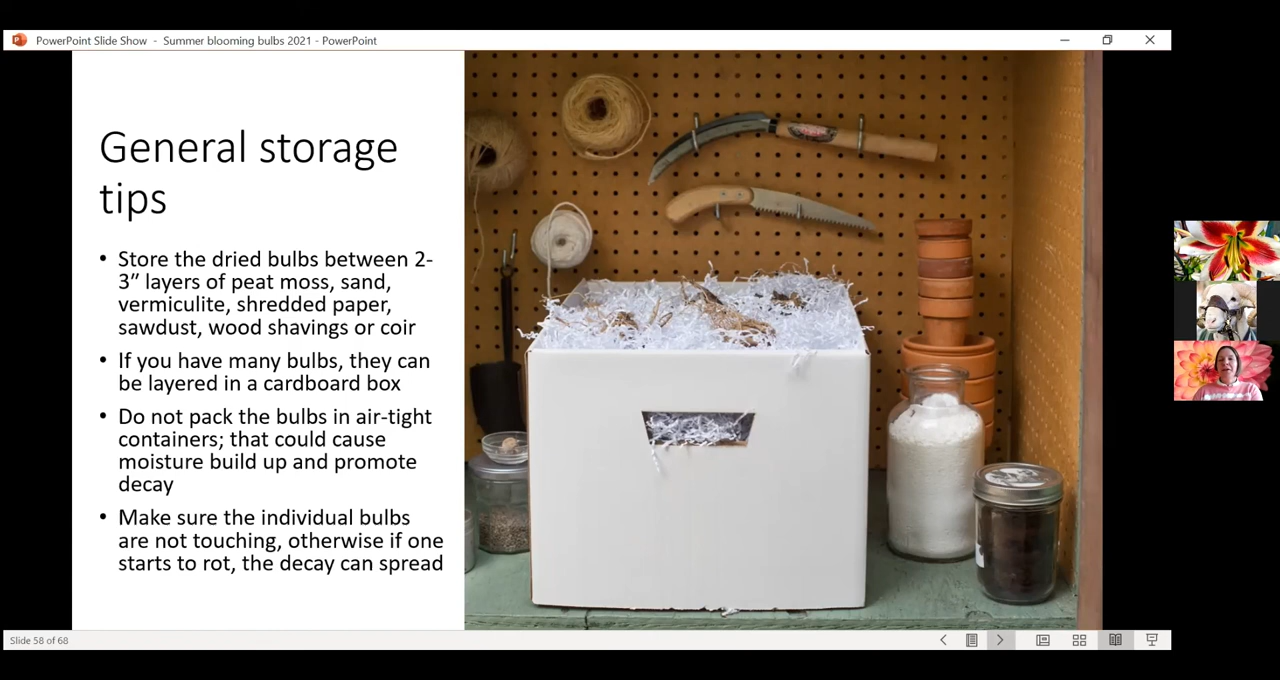 PowerPoint Slide Show - Summer blooming bulbs 2021 - PowerPoint
General storage
tips
• Store the dried bulbs between 2-
3” layers of peat moss, sand,
vermiculite, shredded paper,
sawdust, wood shavings or coir
• If you have many bulbs, they can
be layered in a cardboard box
• Do not pack the bulbs in air-tight
containers; that could cause
moisture build up and promote
decay
• Make sure the individual bulbs
are not touching, otherwise if one
starts to rot, the decay can spread
Slide 58 of 68